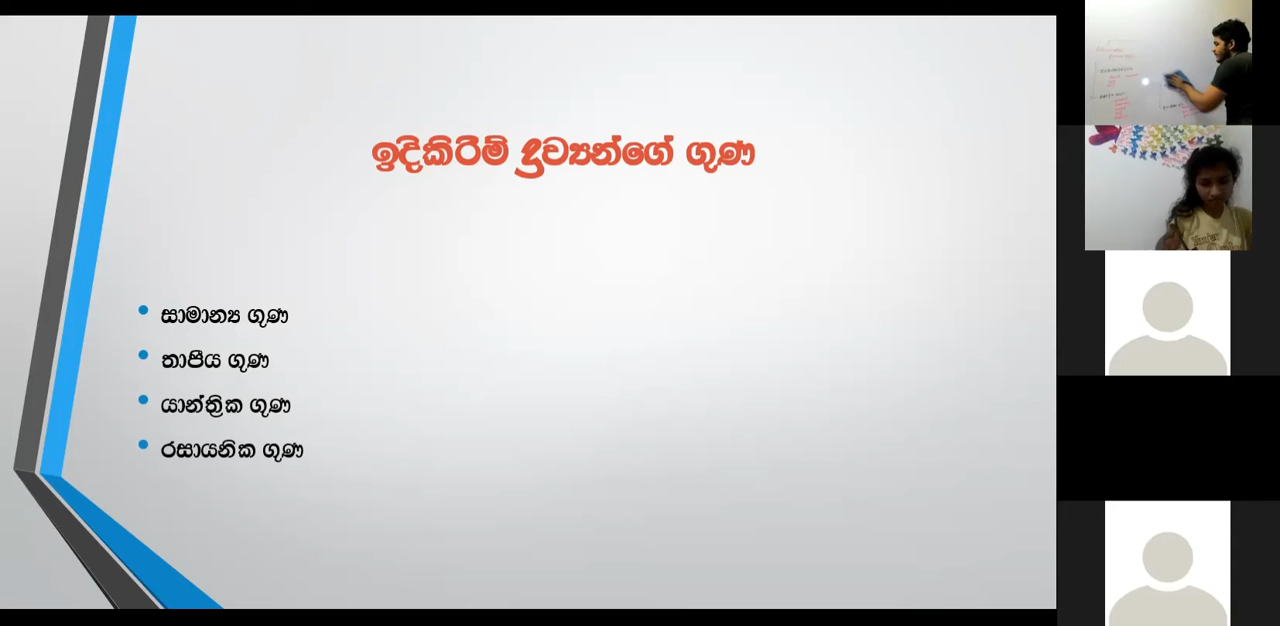 ඉදිකිරීම් ද්‍රව්‍යන්ගේ ගුණ
සාමාන්‍ය ගුණ
තාපීය ගුණ
යාන්ත්‍රික ගුණ
රසායනික ගුණ